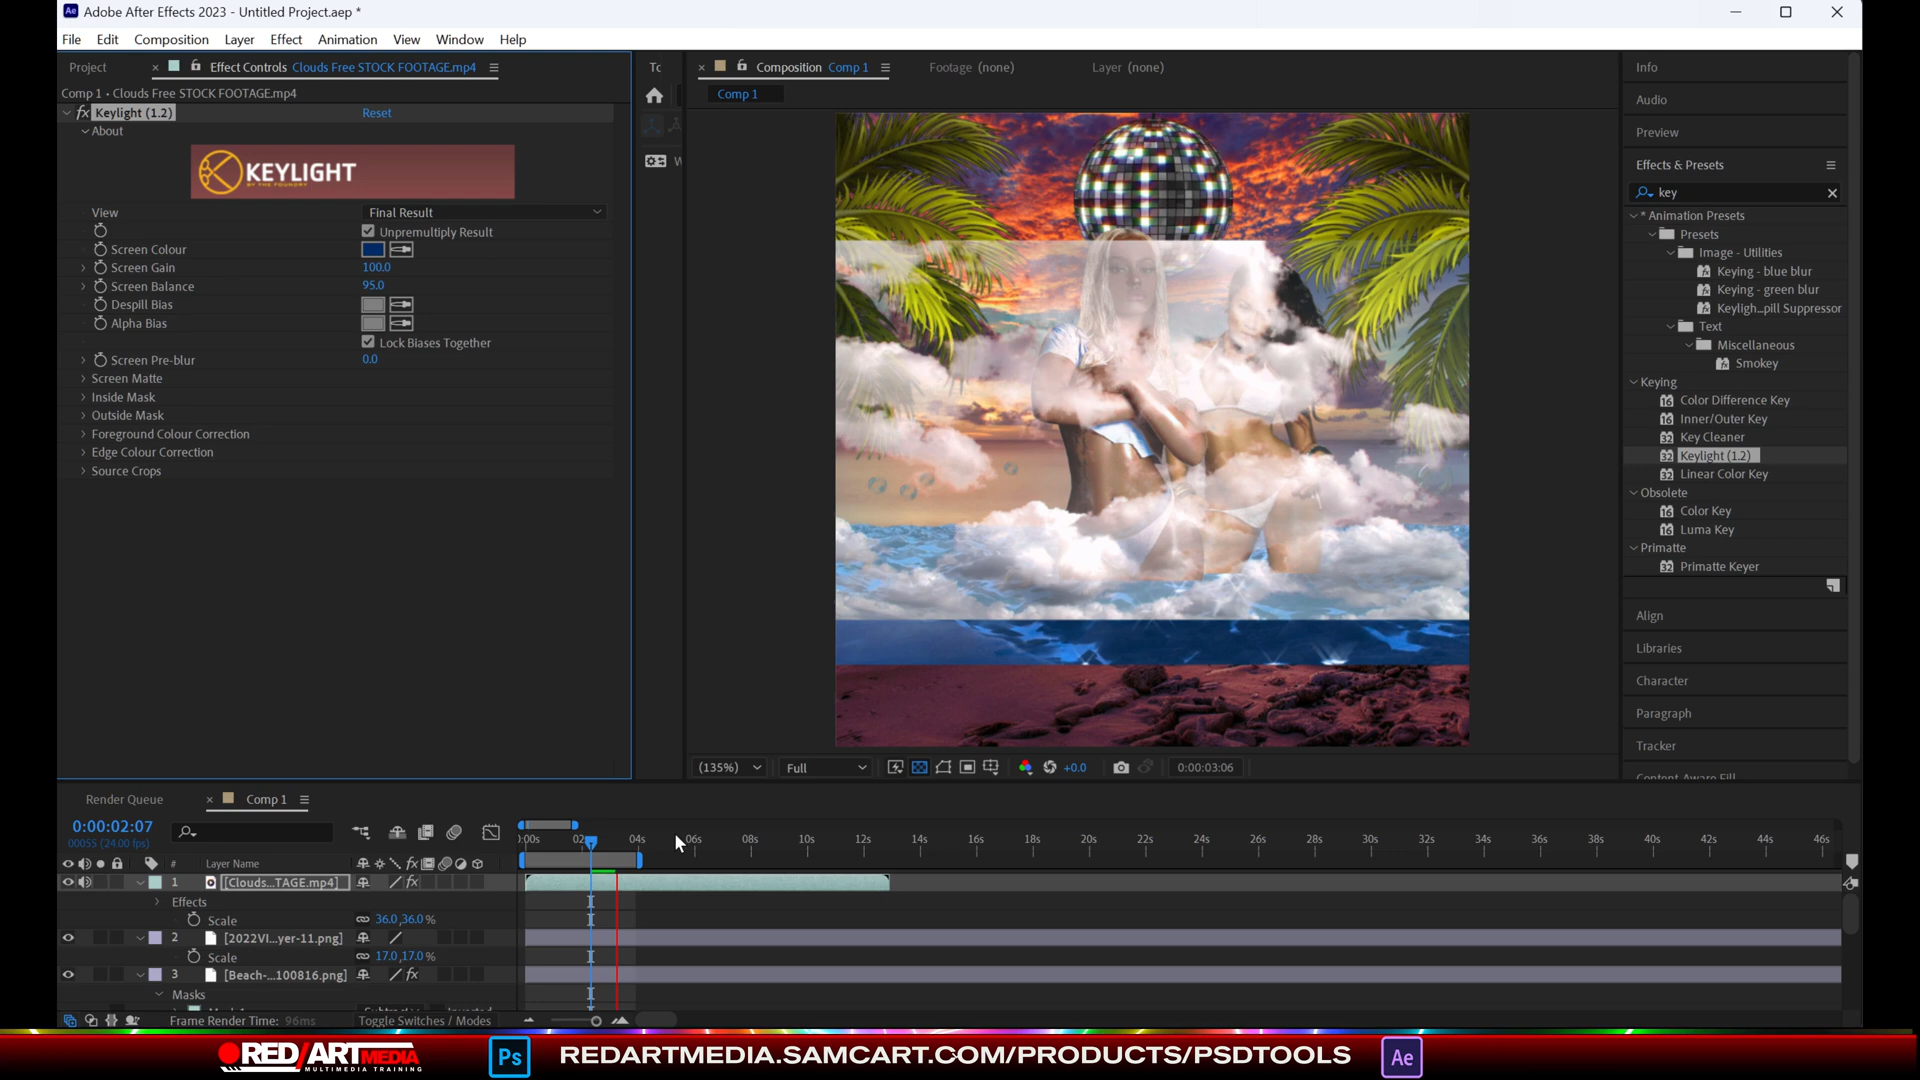 Adobe After Effects 2023 - Untitled Project.aep *
File Edit Composition Layer Effect Animation View Window Help
Project × Effect Controls Clouds Free STOCK FOOTAGE.mp4
Comp 1 • Clouds Free STOCK FOOTAGE.mp4
fx Keylight (1.2) Reset
About
KEYLIGHT
BY THE FOUNDRY
View Final Result
Unpremultiply Result
Screen Colour
Screen Gain 100.0
Screen Balance 95.0
Despill Bias
Alpha Bias
Lock Biases Together
Screen Pre-blur 0.0
Screen Matte
Inside Mask
Outside Mask
Foreground Colour Correction
Edge Colour Correction
Source Crops
Tc
W
× Composition Comp 1 Footage (none) Layer (none)
Comp 1
(135%) Full +0.0 0:00:03:06
Info
Audio
Preview
Effects & Presets
key
* Animation Presets
Presets
Image - Utilities
Keying - blue blur
Keying - green blur
Keyligh...pill Suppressor
Text
Miscellaneous
Smokey
Keying
Color Difference Key
Inner/Outer Key
Key Cleaner
Keylight (1.2)
Linear Color Key
Obsolete
Color Key
Luma Key
Primatte
Primatte Keyer
Align
Libraries
Character
Paragraph
Tracker
Content-Aware Fill
Render Queue × Comp 1
0:00:02:07
00055 (24.00 fps)
):00s 02s 04s 06s 08s 10s 12s 14s 16s 18s 20s 22s 24s 26s 28s 30s 32s 34s 36s 38s 40s 42s 44s 46s
# Layer Name
1 [Clouds...TAGE.mp4]
Effects
Scale 36.0,36.0%
2 [2022VI...yer-11.png]
Scale 17.0,17.0%
3 [Beach-...100816.png]
Masks
Frame Render Time: 96ms Toggle Switches / Modes
RED/ART MEDIA
MULTIMEDIA TRAINING
Ps REDARTMEDIA.SAMCART.COM/PRODUCTS/PSDTOOLS Ae